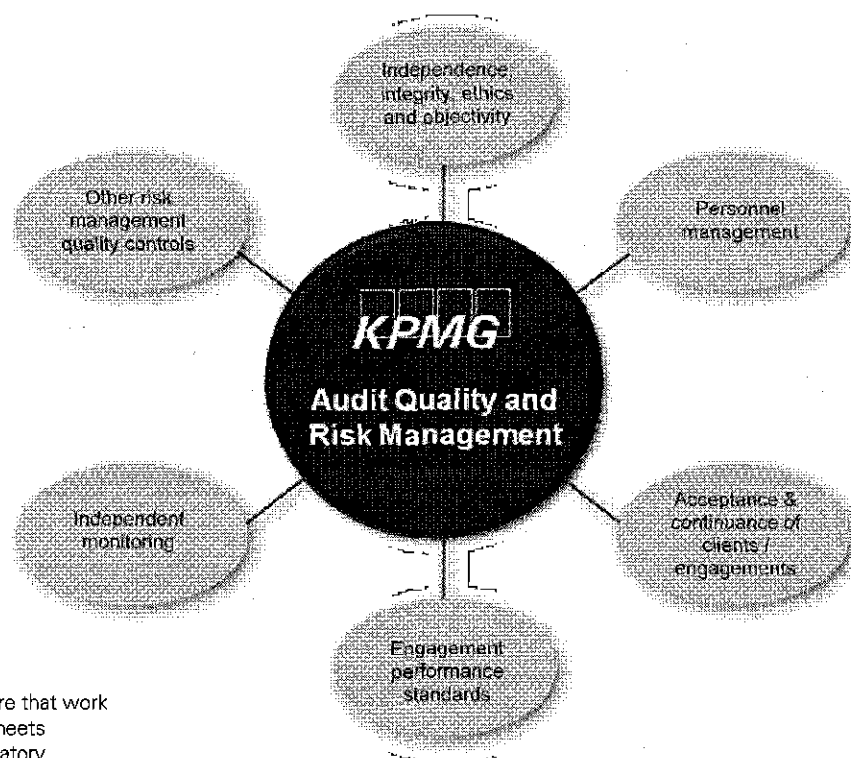 Independence,
integrity, ethics
and objectivity
Other risk
management
quality controls
Personnel
management
KPMG
Audit Quality and
Risk Management
Independent
monitoring
Acceptance &
continuance of
clients /
engagements
Engagement
performance
standards
re that work
neets
atory